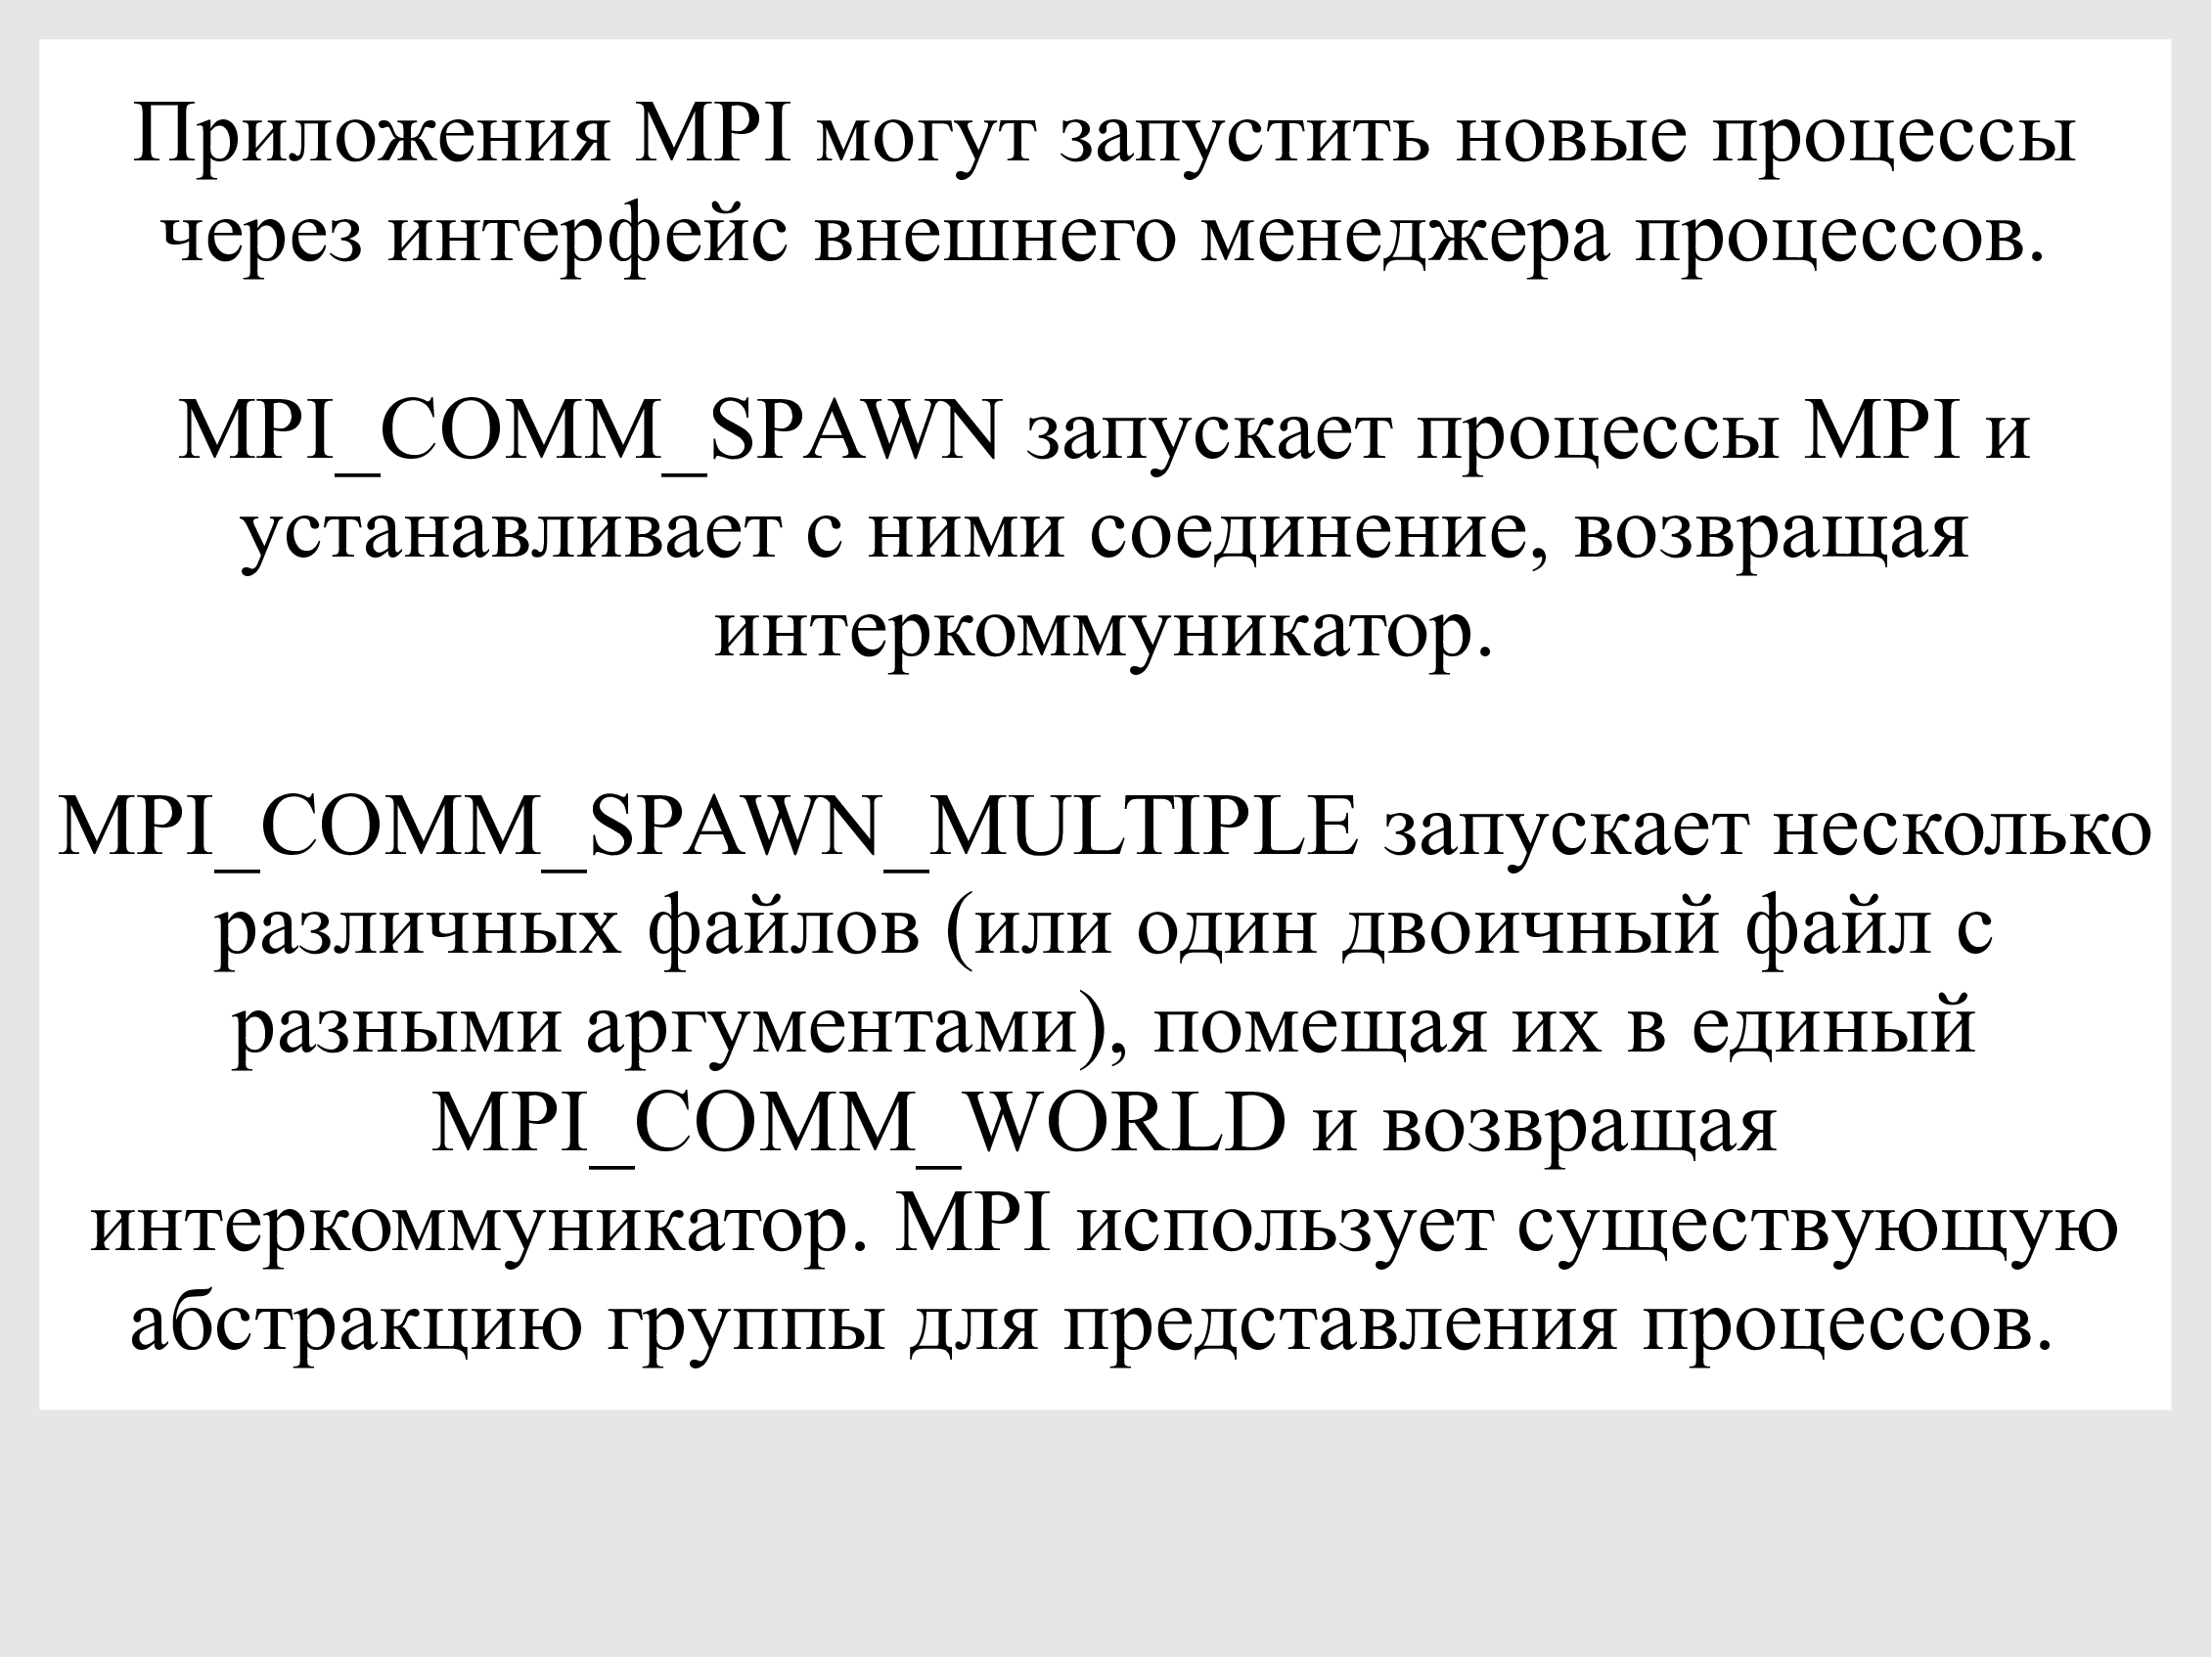 Приложения MPI могут запустить новые процессы
через интерфейс внешнего менеджера процессов.
MPI_COMM_SPAWN запускает процессы MPI и
устанавливает с ними соединение, возвращая
интеркоммуникатор.
MPI_COMM_SPAWN_MULTIPLE запускает несколько
различных файлов (или один двоичный файл с
разными аргументами), помещая их в единый
MPI_COMM_WORLD и возвращая
интеркоммуникатор. MPI использует существующую
абстракцию группы для представления процессов.